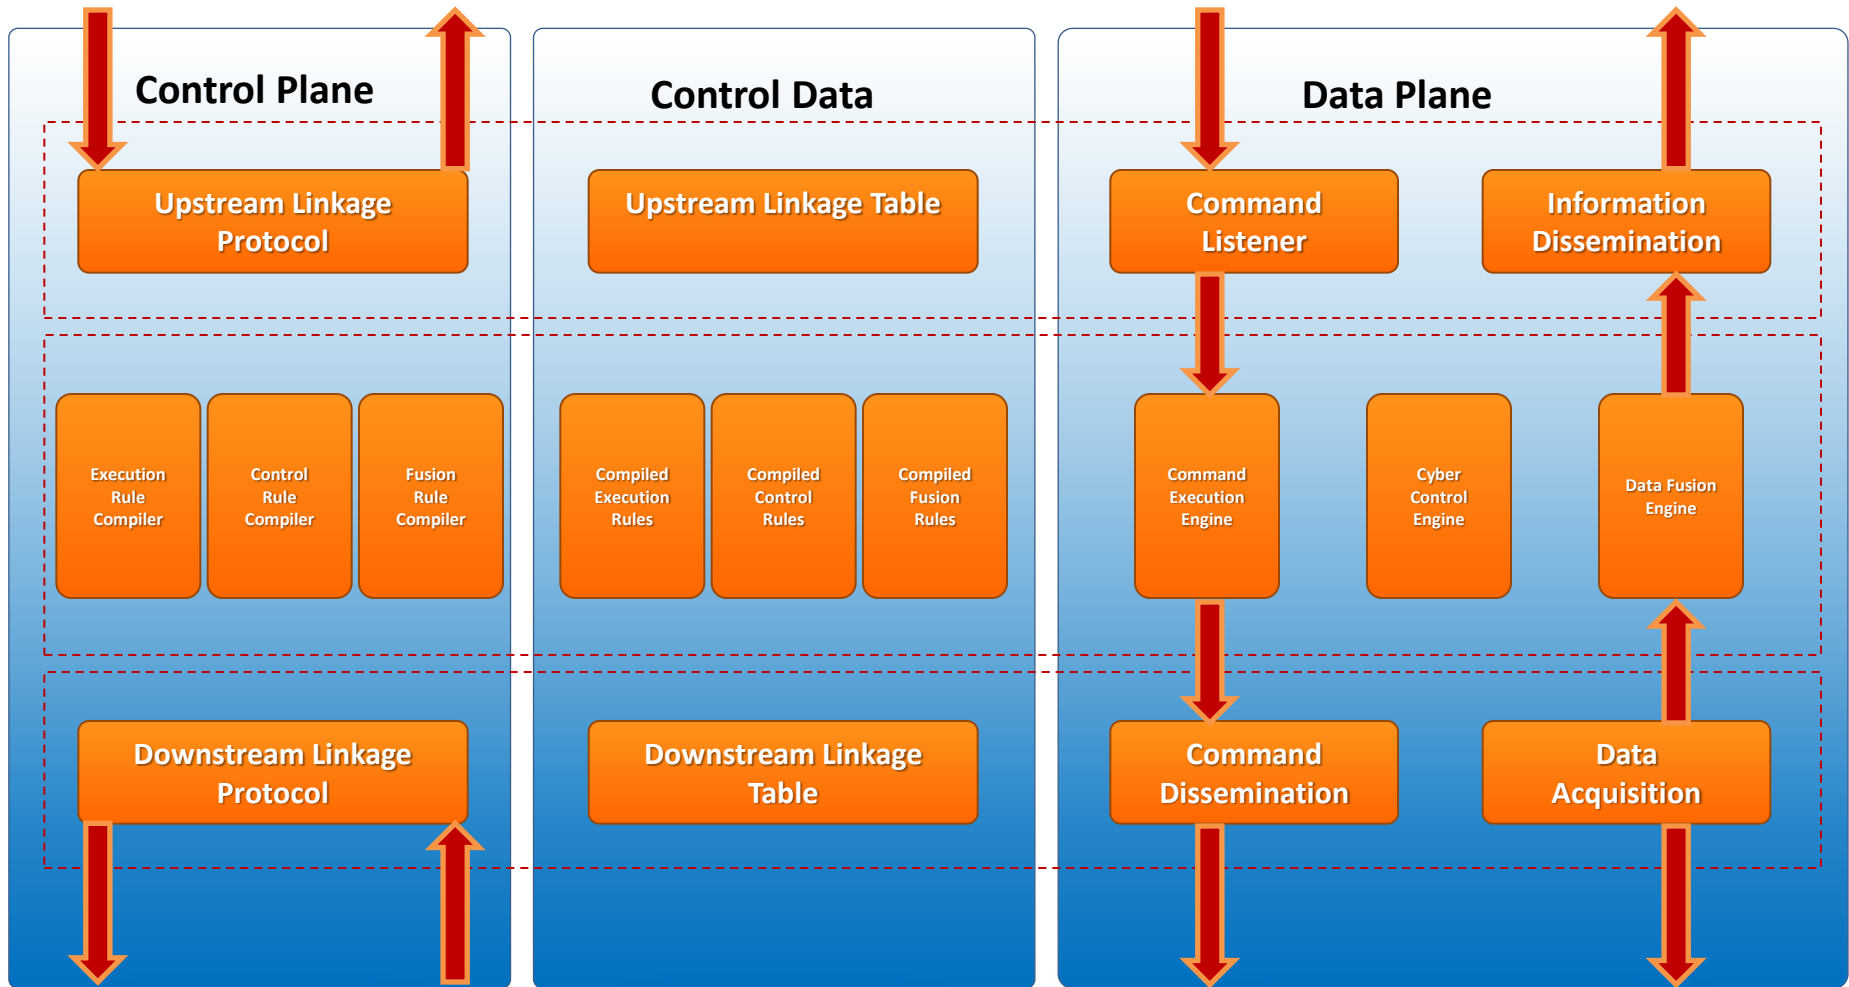 Control Plane
Control Data
Data Plane
Upstream Linkage
Protocol
Upstream Linkage Table
Command
Listener
Information
Dissemination
Execution
Rule
Compiler
Control
Rule
Compiler
Fusion
Rule
Compiler
Compiled
Execution
Rules
Compiled
Control
Rules
Compiled
Fusion
Rules
Command
Execution
Engine
Cyber
Control
Engine
Data Fusion
Engine
Downstream Linkage
Protocol
Downstream Linkage
Table
Command
Dissemination
Data
Acquisition